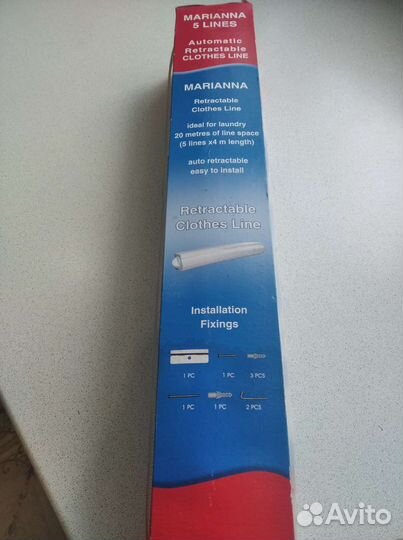 MARIANNA
5 LINES
Automatic
Retractable
CLOTHES LINE
MARIANNA
Retractable
Clothes Line
ideal for laundry
20 metres of line space
(5 lines x4 m length)
auto retractable
easy to install
Retractable
Clothes Line
Installation
Fixings
1 PC 1 PC 3 PCS
1 PC 1 PC 2 PCS
Avito